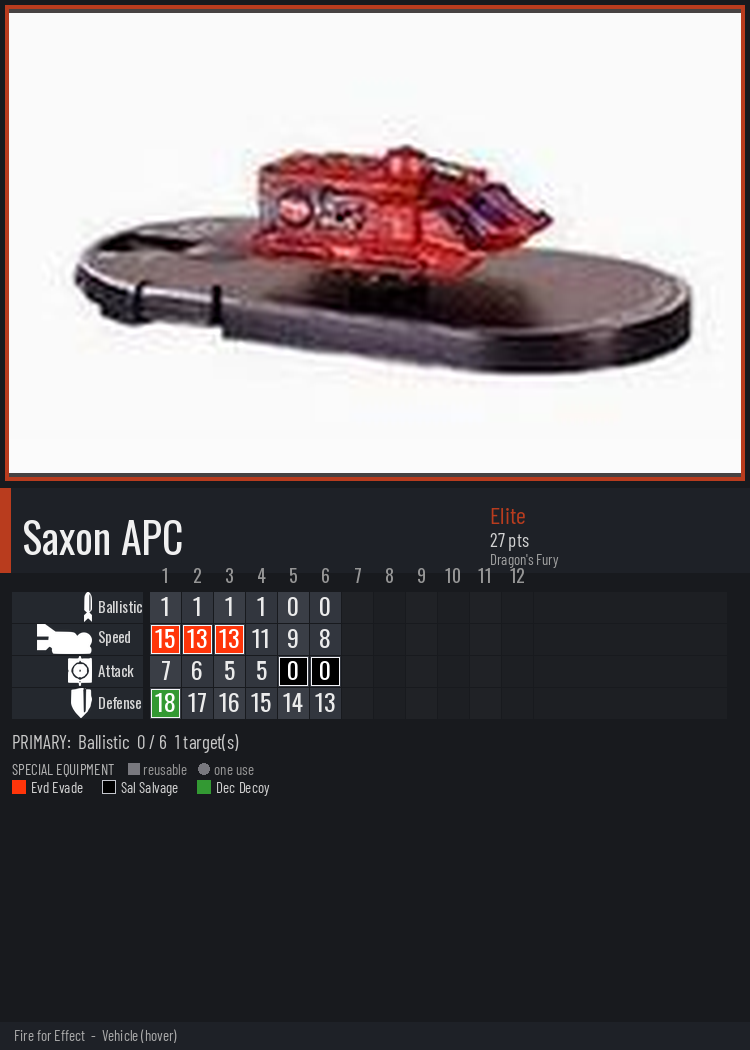 Saxon APC
Elite
27 pts
Dragon's Fury
1 2 3 4 5 6 7 8 9 10 11 12
Ballistic 1 1 1 1 0 0
Speed 15 13 13 11 9 8
Attack 7 6 5 5 0 0
Defense 18 17 16 15 14 13
PRIMARY: Ballistic 0 / 6 1 target(s)
SPECIAL EQUIPMENT reusable one use
Evd Evade Sal Salvage Dec Decoy
Fire for Effect - Vehicle (hover)